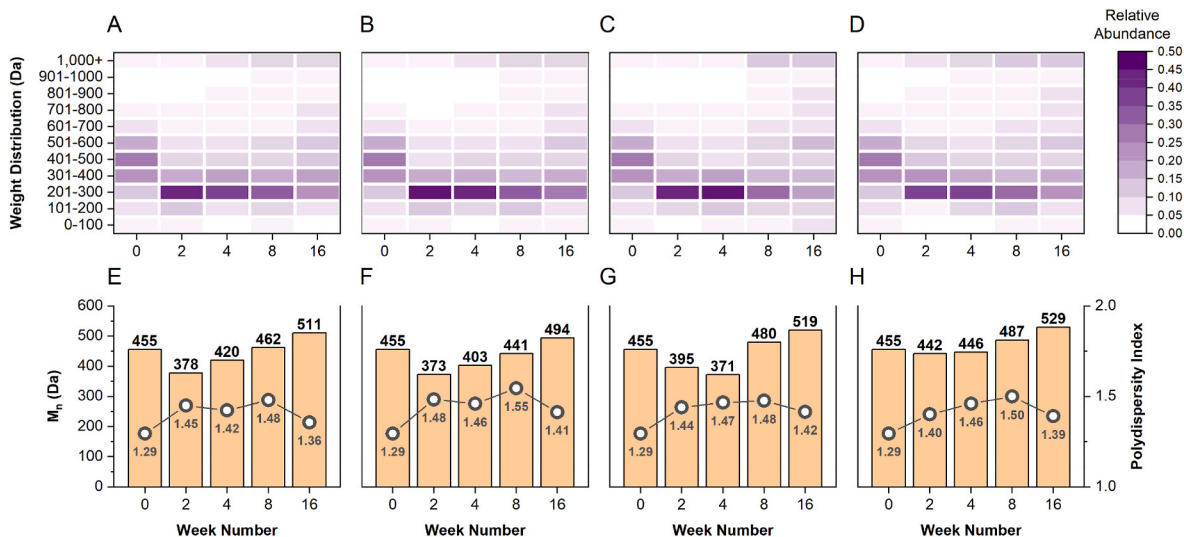 A B C D
Relative
Abundance
Weight Distribution (Da)
1,000+
901-1000
801-900
701-800
601-700
501-600
401-500
301-400
201-300
101-200
0-100
0 2 4 8 16
0 2 4 8 16
0 2 4 8 16
0 2 4 8 16
0.50
0.45
0.40
0.35
0.30
0.25
0.20
0.15
0.10
0.05
0.00
E F G H
Mn (Da)
600
500
400
300
200
100
0
455 378 420 462 511
1.29 1.45 1.42 1.48 1.36
0 2 4 8 16
Week Number
455 373 403 441 494
1.29 1.48 1.46 1.55 1.41
0 2 4 8 16
Week Number
455 395 371 480 519
1.29 1.44 1.47 1.48 1.42
0 2 4 8 16
Week Number
455 442 446 487 529
1.29 1.40 1.46 1.50 1.39
0 2 4 8 16
Week Number
2.0
1.5
1.0
Polydispersity Index